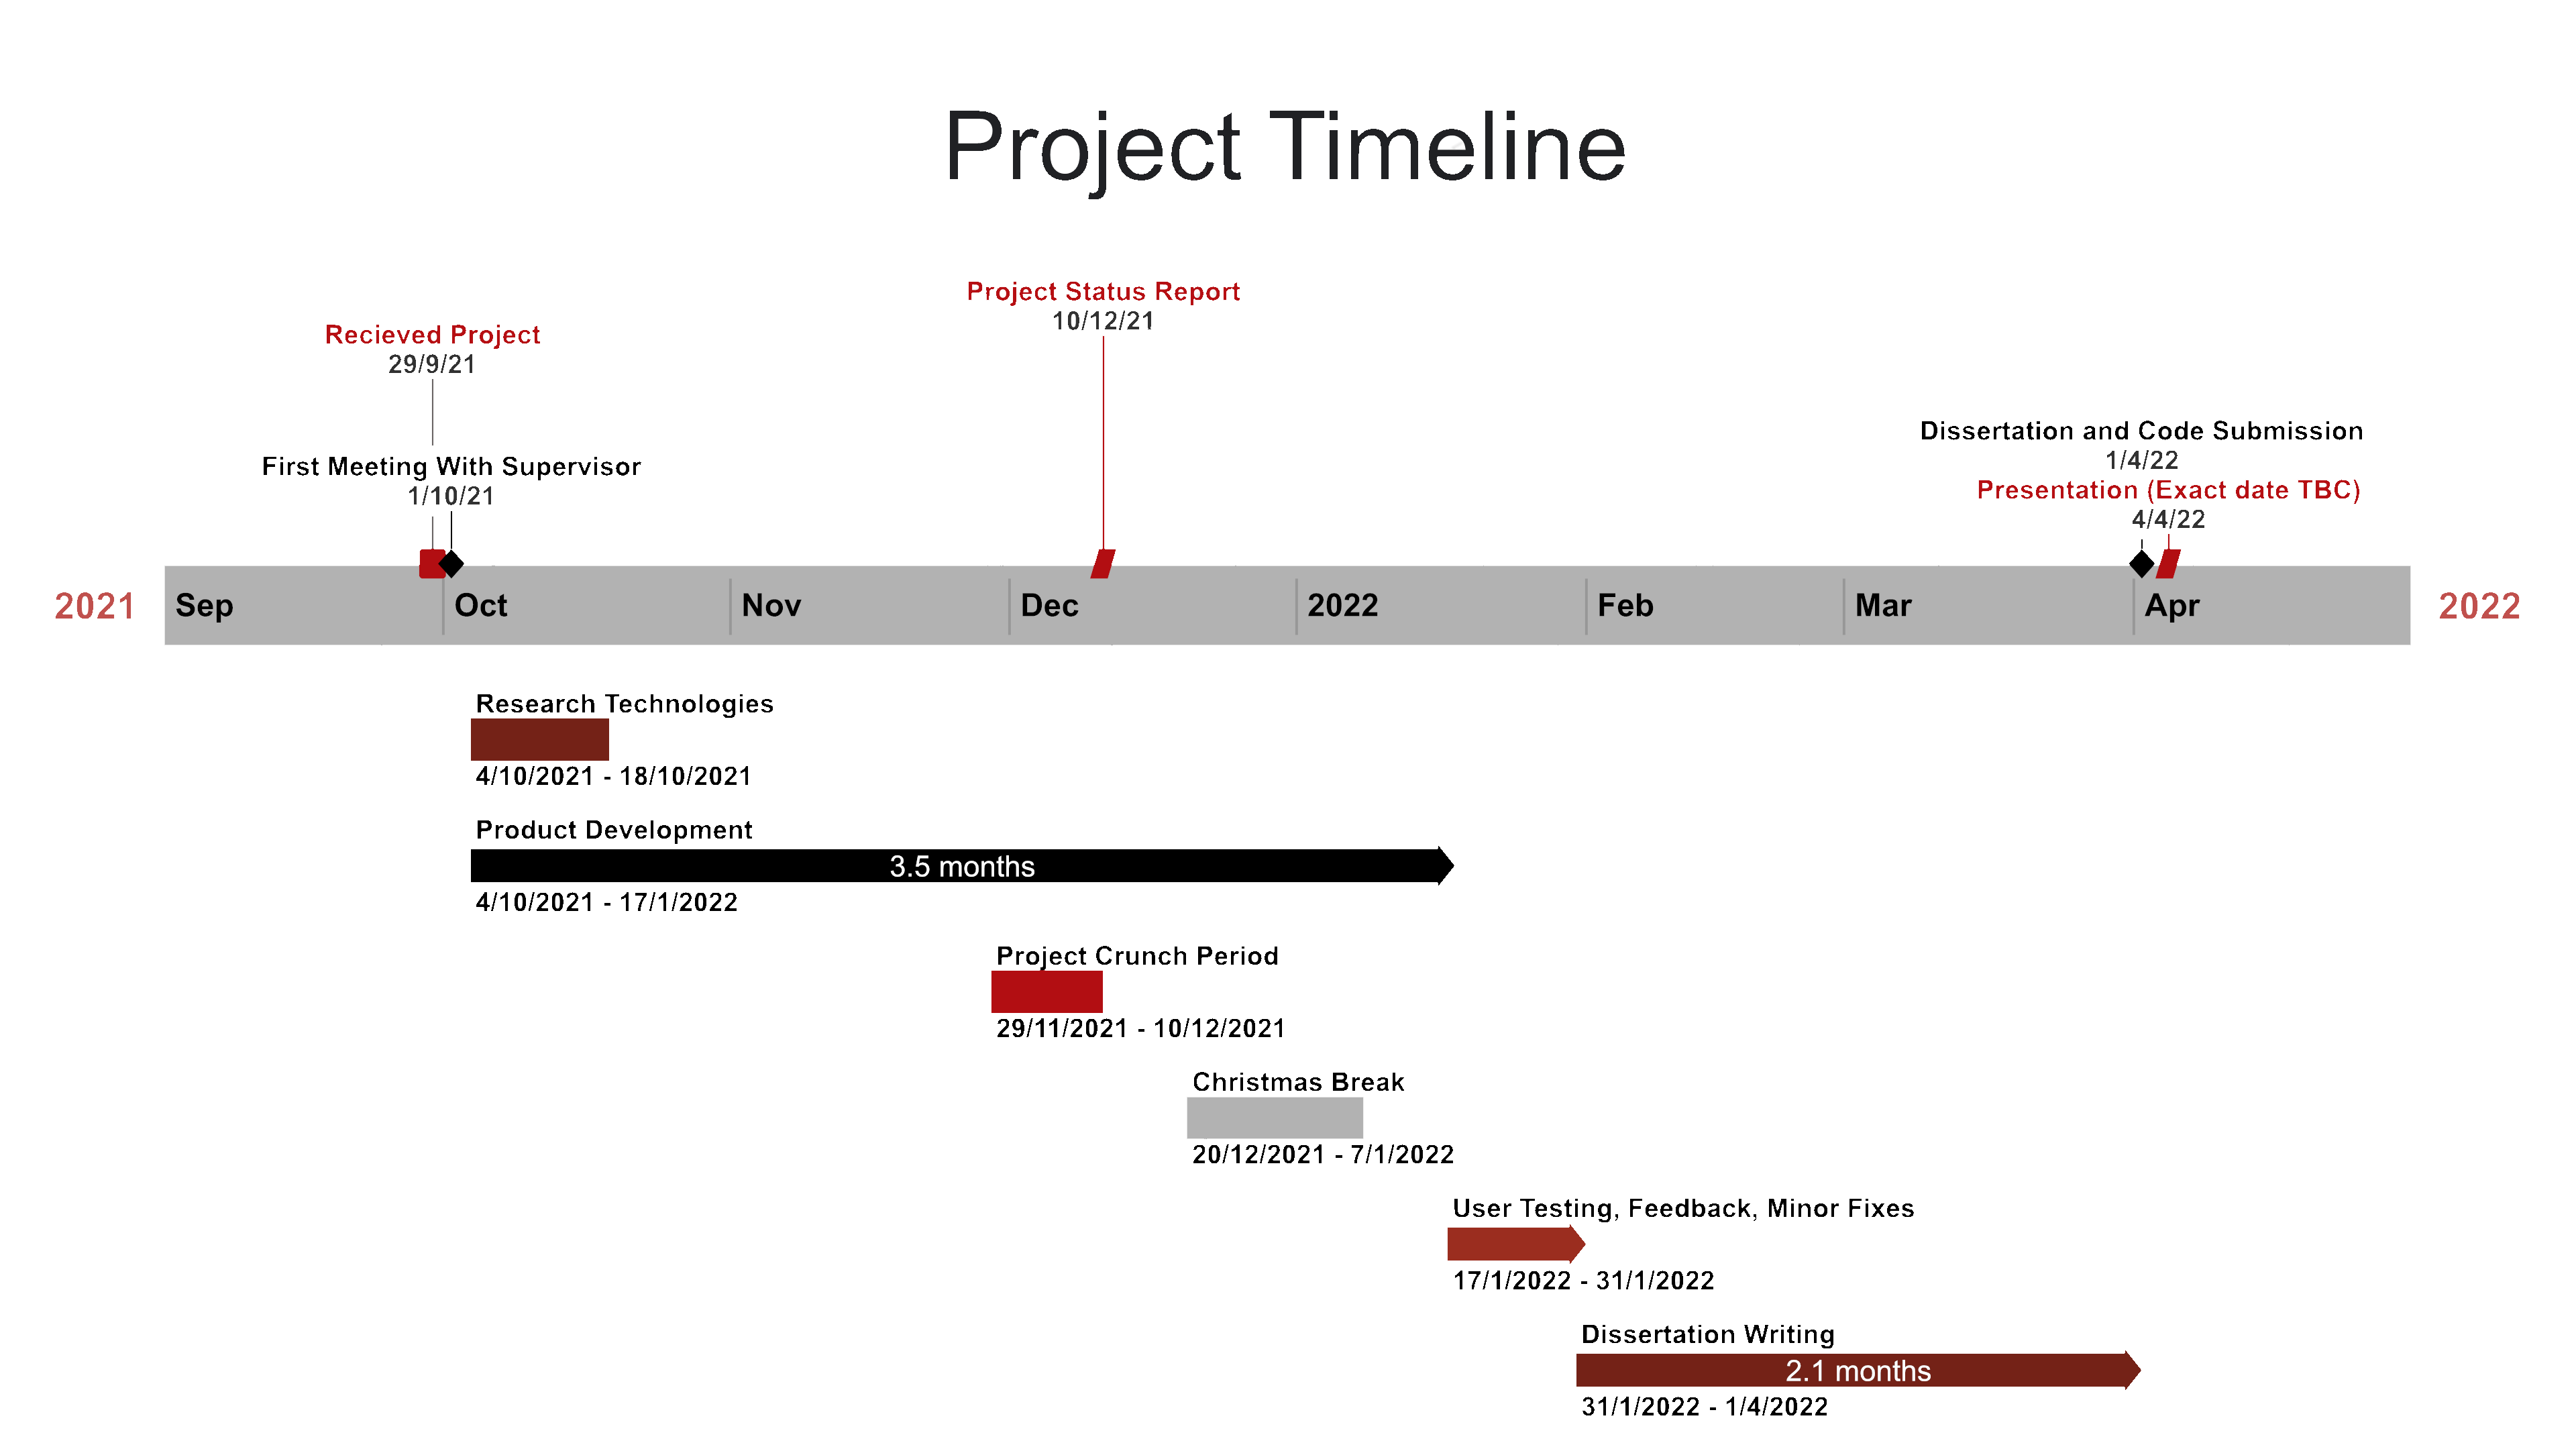 Project Timeline
Project Status Report
10/12/21
Recieved Project
29/9/21
Dissertation and Code Submission
1/4/22
First Meeting With Supervisor
1/10/21
Presentation (Exact date TBC)
4/4/22
2021 Sep Oct Nov Dec 2022 Feb Mar Apr 2022
Research Technologies
4/10/2021 - 18/10/2021
Product Development
3.5 months
4/10/2021 - 17/1/2022
Project Crunch Period
29/11/2021 - 10/12/2021
Christmas Break
20/12/2021 - 7/1/2022
User Testing, Feedback, Minor Fixes
17/1/2022 - 31/1/2022
Dissertation Writing
2.1 months
31/1/2022 - 1/4/2022